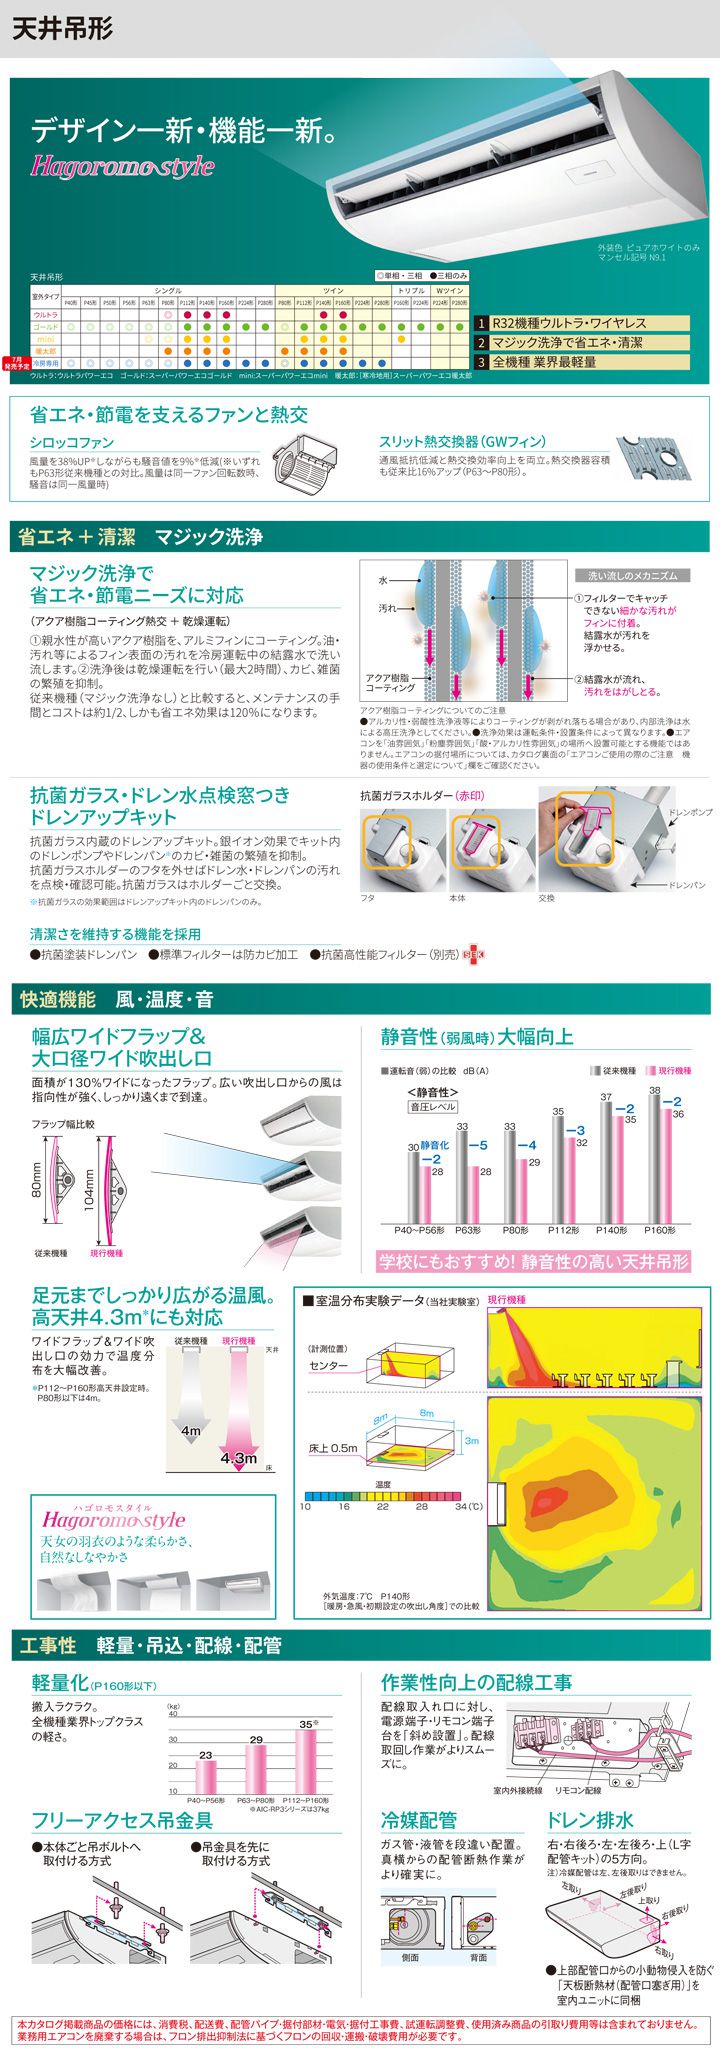 天井吊形
デザイン一新・機能一新。
Hagoromo style
外装色 ピュアホワイトのみ
マンセル記号 N9.1
天井吊形
◎単相・三相 ●三相のみ
室外タイプ シングル ツイン トリプル Wツイン
P40形 P45形 P50形 P56形 P63形 P80形 P112形 P140形 P160形 P224形 P280形 P80形 P112形 P140形 P160形 P224形 P280形 P160形 P224形 P224形 P280形
ウルトラ
ゴールド
mini
暖太郎
7月発売予定
冷房専用
ウルトラ:ウルトラパワーエコ ゴールド:スーパーパワーエコゴールド mini:スーパーパワーエコmini 暖太郎:[寒冷地用]スーパーパワーエコ暖太郎
1 R32機種ウルトラ・ワイヤレス
2 マジック洗浄で省エネ・清潔
3 全機種 業界最軽量
省エネ・節電を支えるファンと熱交
シロッコファン
風量を38%UP※しながらも騒音値を9%※低減(※いずれ
もP63形従来機種との対比。風量は同一ファン回転数時、
騒音は同一風量時)
スリット熱交換器(GWフィン)
通風抵抗低減と熱交換効率向上を両立。熱交換器容積
も従来比16%アップ(P63〜P80形)。
省エネ+清潔 マジック洗浄
マジック洗浄で
省エネ・節電ニーズに対応
(アクア樹脂コーティング熱交 + 乾燥運転)
①親水性が高いアクア樹脂を、アルミフィンにコーティング。油・
汚れ等によるフィン表面の汚れを冷房運転中の結露水で洗い
流します。②洗浄後は乾燥運転を行い(最大2時間)、カビ、雑菌
の繁殖を抑制。
従来機種(マジック洗浄なし)と比較すると、メンテナンスの手
間とコストは約1/2、しかも省エネ効果は120%になります。
水
汚れ
アクア樹脂
コーティング
洗い流しのメカニズム
①フィルターでキャッチ
できない細かな汚れが
フィンに付着。
結露水が汚れを
浮かせる。
②結露水が流れ、
汚れをはがしとる。
アクア樹脂コーティングについてのご注意
●アルカリ性・弱酸性洗浄液等によりコーティングが剥がれ落ちる場合があり、内部洗浄は水
による高圧洗浄としてください。●洗浄効果は運転条件・設置条件によって異なります。●エア
コンを「油雰囲気」「粉塵雰囲気」「酸・アルカリ性雰囲気」の場所へ設置可能とする機能ではあ
りません。エアコンの据付場所については、カタログ裏面の「エアコンご使用の際のご注意 機
器の使用条件と選定について」欄をご確認ください。
抗菌ガラス・ドレン水点検窓つき
ドレンアップキット
抗菌ガラス内蔵のドレンアップキット。銀イオン効果でキット内
のドレンポンプやドレンパン※のカビ・雑菌の繁殖を抑制。
抗菌ガラスホルダーのフタを外せばドレン水・ドレンパンの汚れ
を点検・確認可能。抗菌ガラスはホルダーごと交換。
※抗菌ガラスの効果範囲はドレンアップキット内のドレンパンのみ。
抗菌ガラスホルダー(赤印)
ドレンポンプ
ドレンパン
フタ 本体 交換
清潔さを維持する機能を採用
●抗菌塗装ドレンパン ●標準フィルターは防カビ加工 ●抗菌高性能フィルター(別売) SEK
快適機能 風・温度・音
幅広ワイドフラップ&
大口径ワイド吹出し口
面積が130%ワイドになったフラップ。広い吹出し口からの風は
指向性が強く、しっかり遠くまで到達。
フラップ幅比較
80mm
104mm
従来機種 現行機種
静音性(弱風時)大幅向上
■運転音(弱)の比較 dB(A)
従来機種 現行機種
<静音性>
音圧レベル
静音化
30 −2 28
33 −5 28
33 −4 29
35 −3 32
37 −2 35
38 −2 36
P40〜P56形 P63形 P80形 P112形 P140形 P160形
学校にもおすすめ! 静音性の高い天井吊形
足元までしっかり広がる温風。
高天井4.3m※にも対応
ワイドフラップ&ワイド吹
出し口の効力で温度分
布を大幅改善。
※P112〜P160形高天井設定時。
P80形以下は4m。
従来機種 現行機種
天井
4m
4.3m
床
■室温分布実験データ(当社実験室) 現行機種
(計測位置)
センター
床上 0.5m
8m
8m
3m
温度
10 16 22 28 34(℃)
外気温度:7℃ P140形
[暖房・急風・初期設定の吹出し角度]での比較
ハゴロモスタイル
Hagoromo style
天女の羽衣のような柔らかさ、
自然なしなやかさ
工事性 軽量・吊込・配線・配管
軽量化(P160形以下)
搬入ラクラク。
全機種業界トップクラス
の軽さ。
(kg)
40
30
20
10
23
29
35※
P40〜P56形 P63〜P80形 P112〜P160形
※AIC-RP3シリーズは37kg
作業性向上の配線工事
配線取入れ口に対し、
電源端子・リモコン端子
台を「斜め設置」。配線
取回し作業がよりスムー
ズに。
室内外接続線 リモコン配線
フリーアクセス吊金具
●本体ごと吊ボルトへ
取付ける方式
●吊金具を先に
取付ける方式
冷媒配管
ガス管・液管を段違い配置。
真横からの配管断熱作業が
より確実に。
側面 背面
ドレン排水
右・右後ろ・左・左後ろ・上(L字
配管キット)の5方向。
注)冷媒配管は左、左後取りはできません。
左取り
左後取り
上取り
右後取り
右取り
●上部配管口からの小動物侵入を防ぐ
「天板断熱材(配管口塞ぎ用)」を
室内ユニットに同梱
本カタログ掲載商品の価格には、消費税、配送費、配管パイプ・据付部材・電気・据付工事費、試運転調整費、使用済み商品の引取り費用等は含まれておりません。
業務用エアコンを廃棄する場合は、フロン排出抑制法に基づくフロンの回収・運搬・破壊費用が必要です。